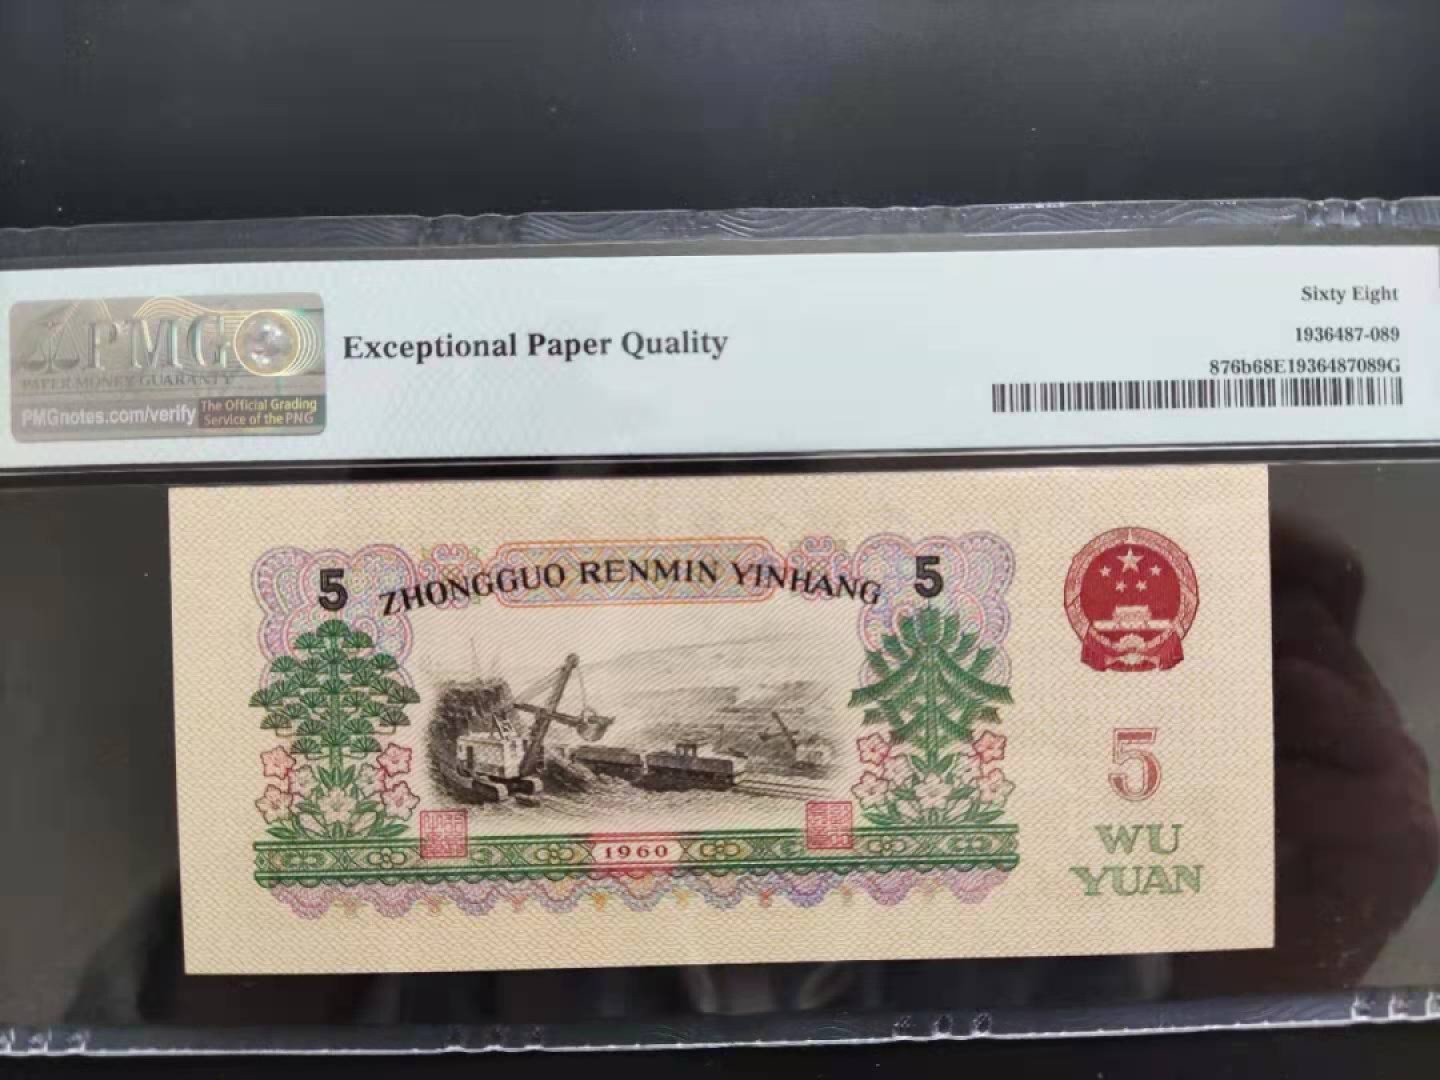 PMG
PAPER MONEY GUARANTY
PMGnotes.com/verify
The Official Grading
Service of the PNG
Exceptional Paper Quality
Sixty Eight
1936487-089
876b68E1936487089G
5 ZHONGGUO RENMIN YINHANG 5
1960
5
WU
YUAN